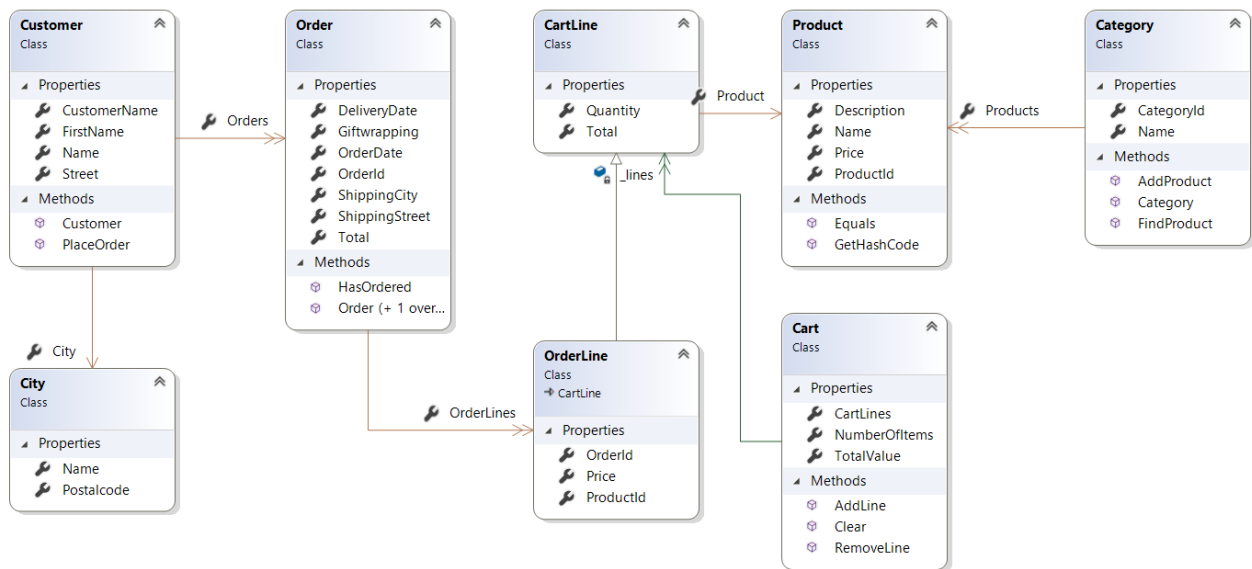 Customer
Class
Properties
CustomerName
FirstName
Name
Street
Methods
Customer
PlaceOrder
Orders
Order
Class
Properties
DeliveryDate
Giftwrapping
OrderDate
OrderId
ShippingCity
ShippingStreet
Total
Methods
HasOrdered
Order (+ 1 over...
CartLine
Class
Properties
Quantity
Total
Product
Product
Class
Properties
Description
Name
Price
ProductId
Methods
Equals
GetHashCode
Products
Category
Class
Properties
CategoryId
Name
Methods
AddProduct
Category
FindProduct
_lines
City
City
Class
Properties
Name
Postalcode
OrderLines
OrderLine
Class
CartLine
Properties
OrderId
Price
ProductId
Cart
Class
Properties
CartLines
NumberOfItems
TotalValue
Methods
AddLine
Clear
RemoveLine